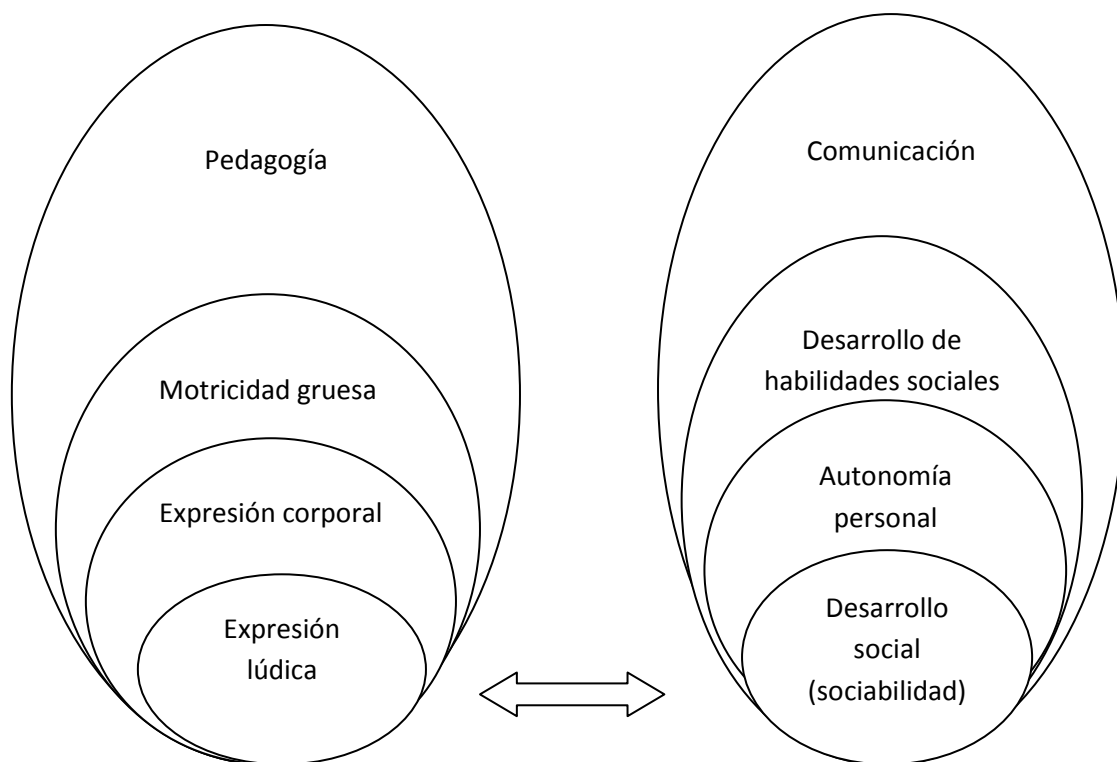 Pedagogía
Motricidad gruesa
Expresión corporal
Expresión
lúdica
Comunicación
Desarrollo de
habilidades sociales
Autonomía
personal
Desarrollo
social
(sociabilidad)